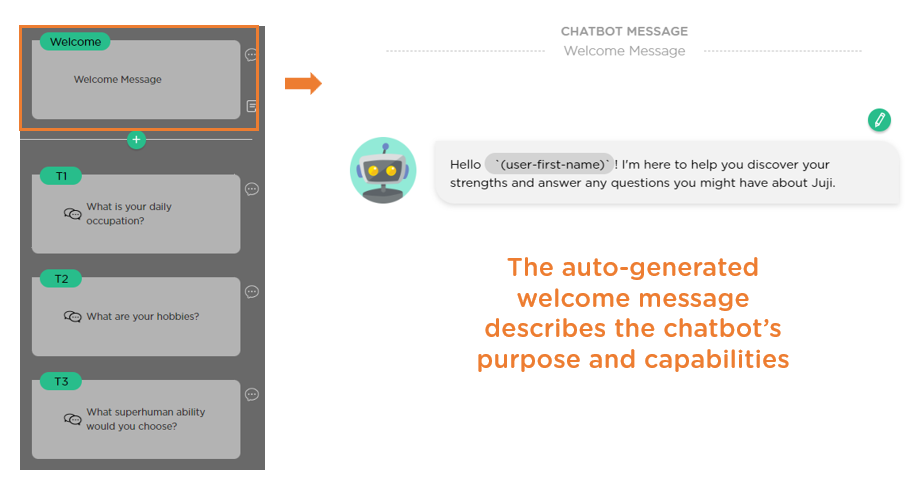 Welcome
Welcome Message
T1
What is your daily
occupation?
T2
What are your hobbies?
T3
What superhuman ability
would you choose?
CHATBOT MESSAGE
Welcome Message
Hello `(user-first-name)` ! I'm here to help you discover your
strengths and answer any questions you might have about Juji.
The auto-generated
welcome message
describes the chatbot’s
purpose and capabilities